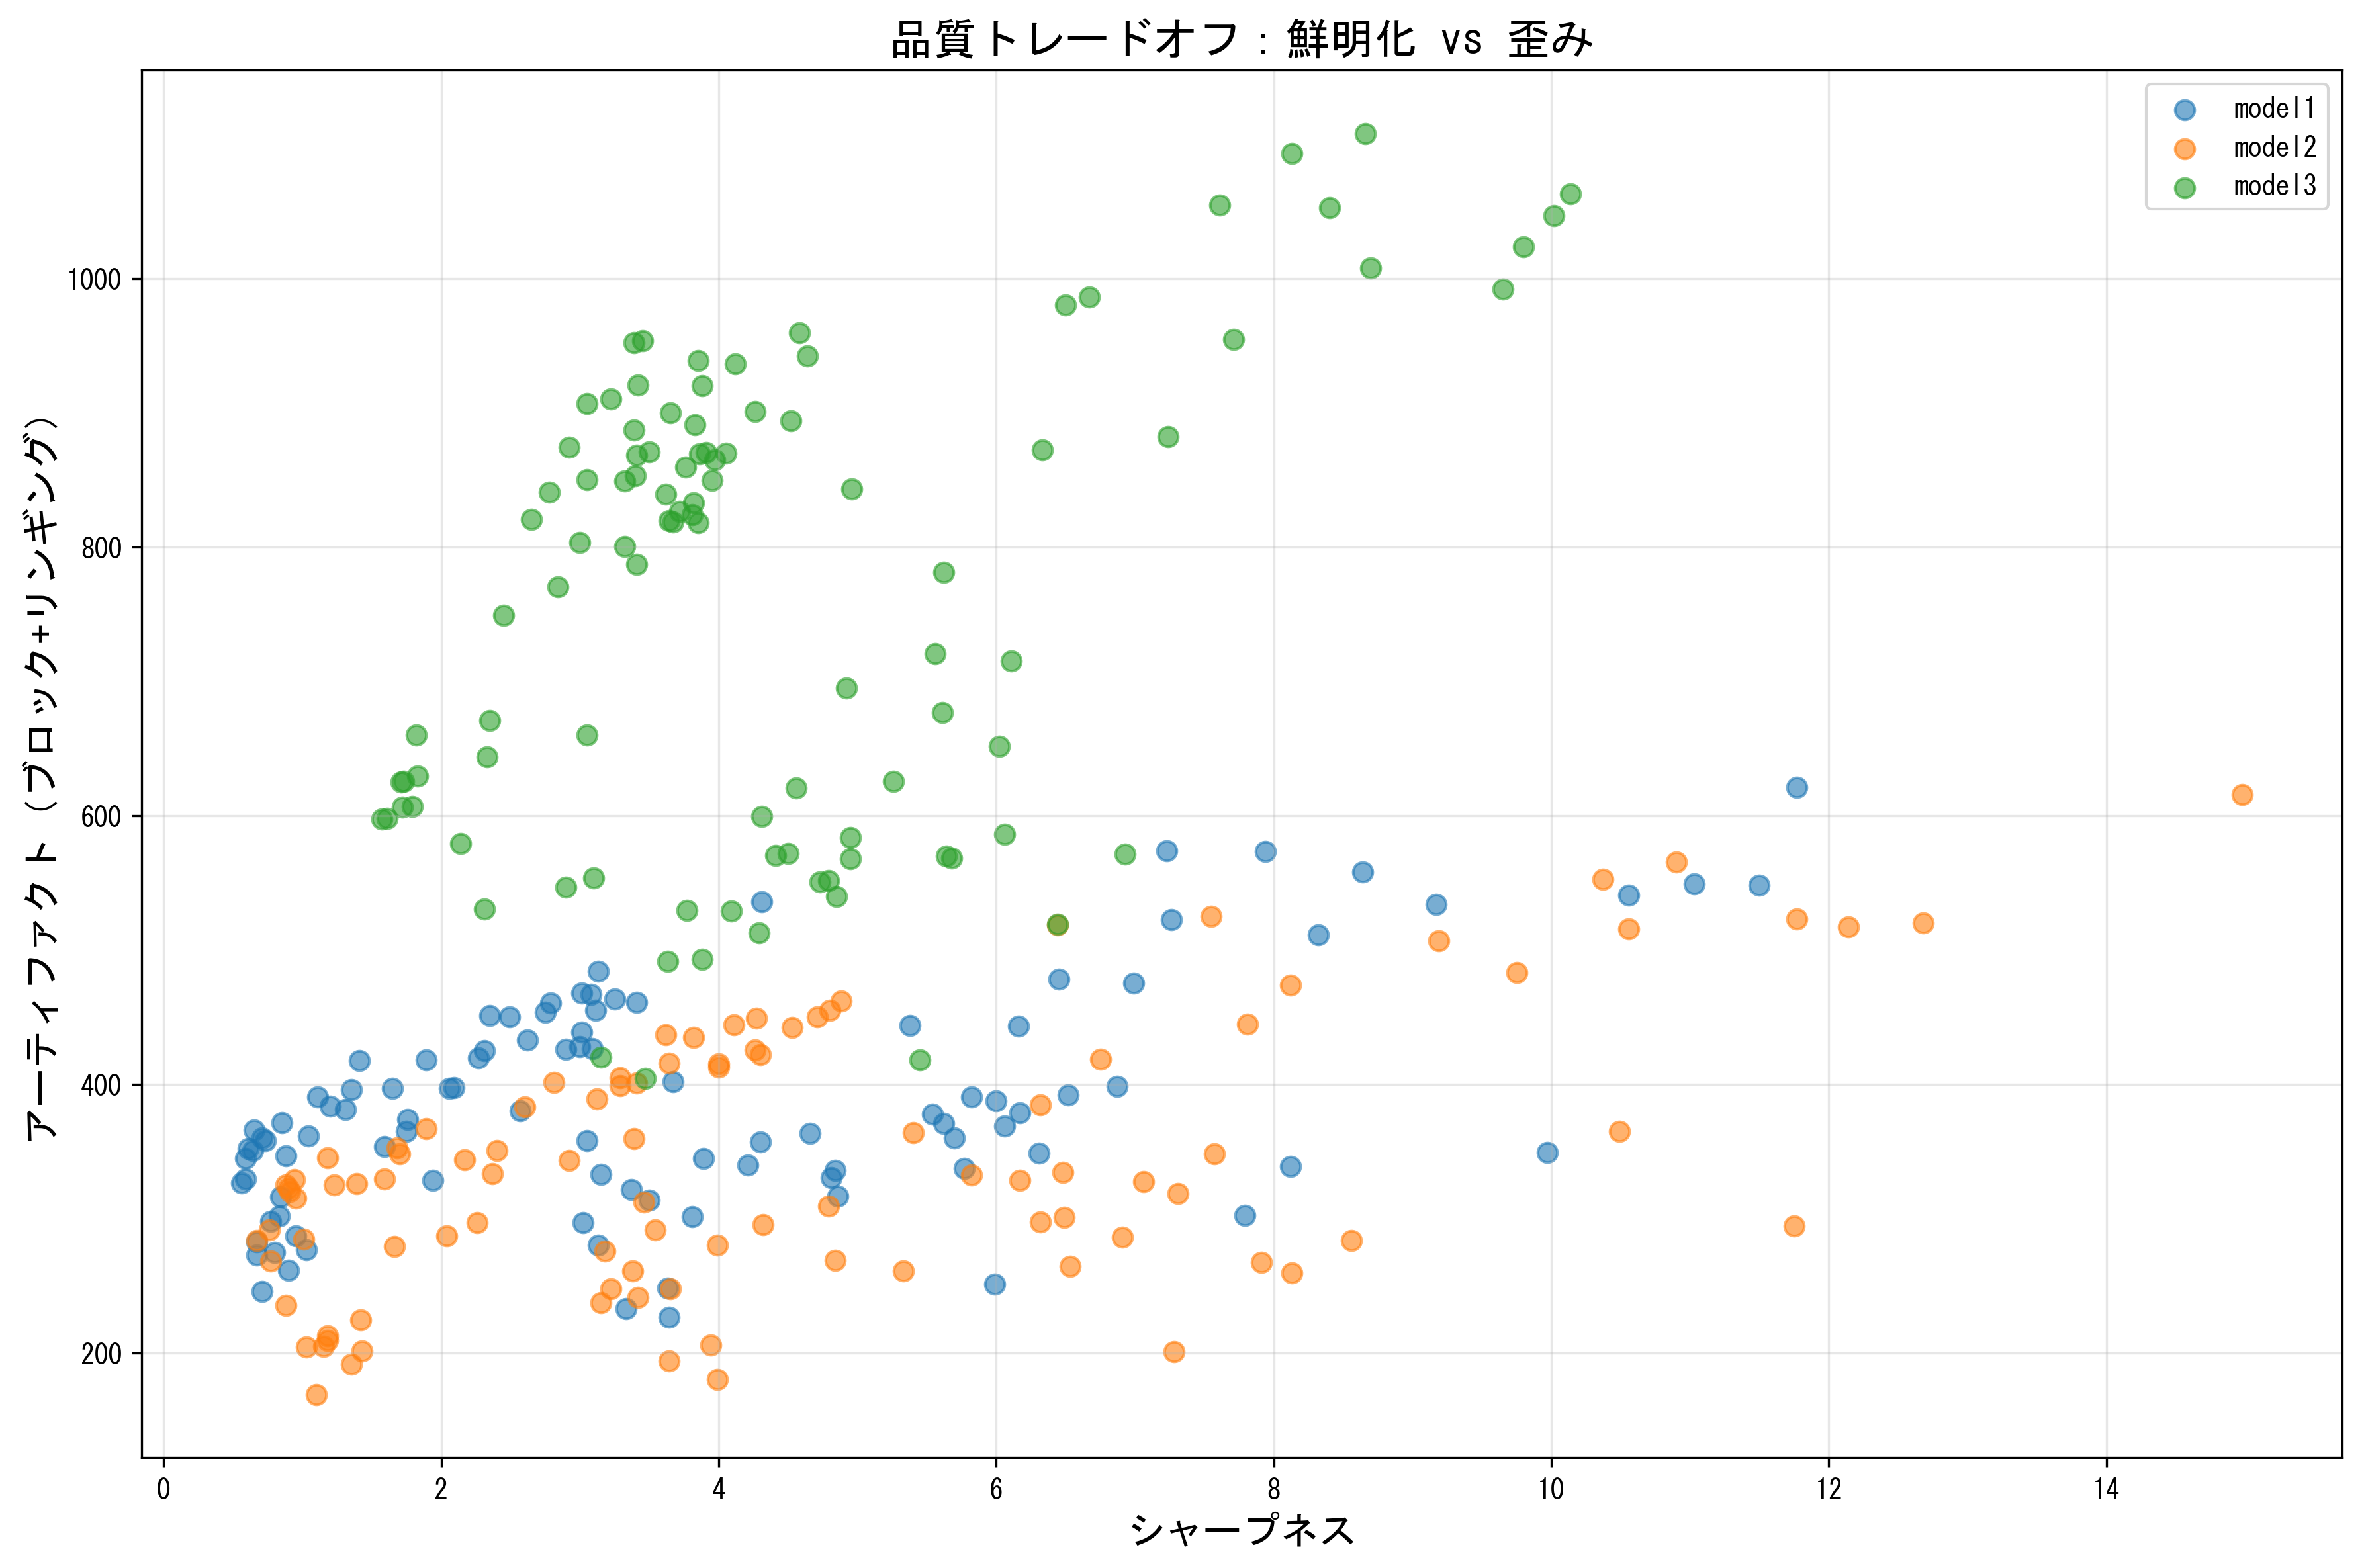 品質トレードオフ：鮮明化 vs 歪み
model1
model2
model3
アーティファクト（ブロック+リンギング）
1000
800
600
400
200
0 2 4 6 8 10 12 14
シャープネス